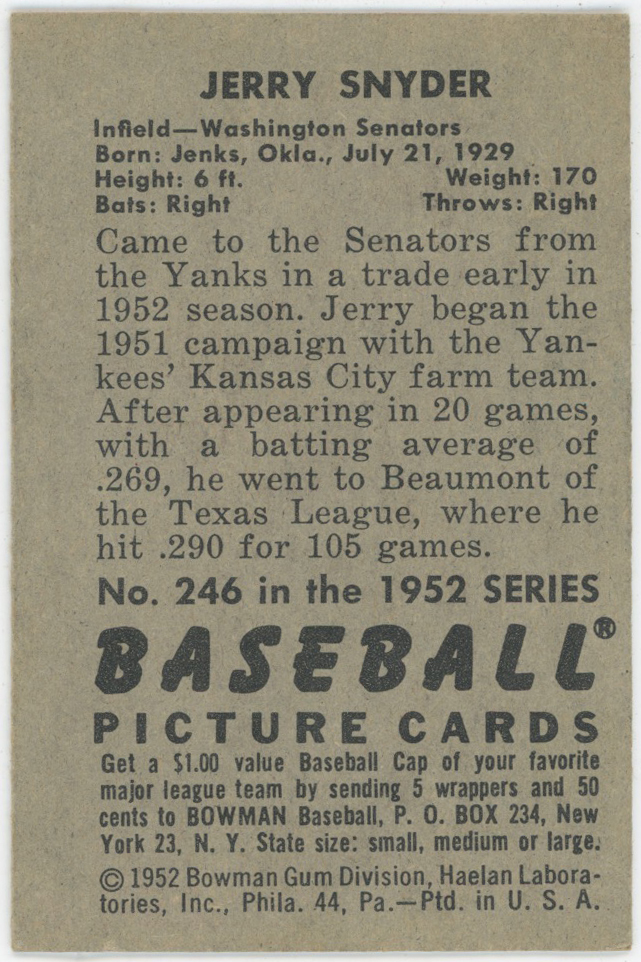 JERRY SNYDER
Infield—Washington Senators
Born: Jenks, Okla., July 21, 1929
Height: 6 ft. Weight: 170
Bats: Right Throws: Right
Came to the Senators from
the Yanks in a trade early in
1952 season. Jerry began the
1951 campaign with the Yan-
kees' Kansas City farm team.
After appearing in 20 games,
with a batting average of
.269, he went to Beaumont of
the Texas League, where he
hit .290 for 105 games.
No. 246 in the 1952 SERIES
BASEBALL®
PICTURE CARDS
Get a $1.00 value Baseball Cap of your favorite
major league team by sending 5 wrappers and 50
cents to BOWMAN Baseball, P. O. BOX 234, New
York 23, N. Y. State size: small, medium or large.
© 1952 Bowman Gum Division, Haelan Labora-
tories, Inc., Phila. 44, Pa.—Ptd. in U. S. A.